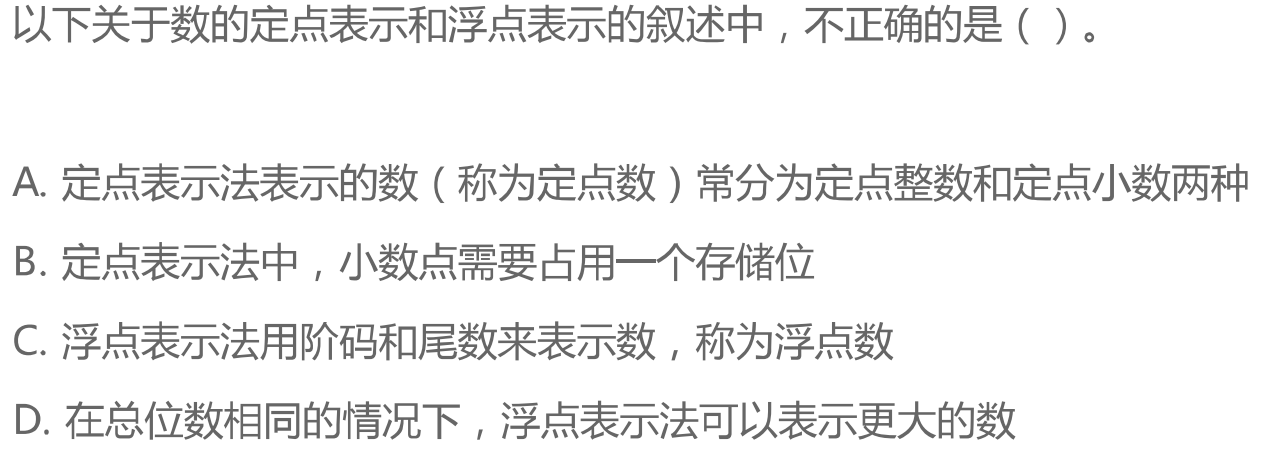 以下关于数的定点表示和浮点表示的叙述中，不正确的是（ ）。
A. 定点表示法表示的数（称为定点数）常分为定点整数和定点小数两种
B. 定点表示法中，小数点需要占用一个存储位
C. 浮点表示法用阶码和尾数来表示数，称为浮点数
D. 在总位数相同的情况下，浮点表示法可以表示更大的数